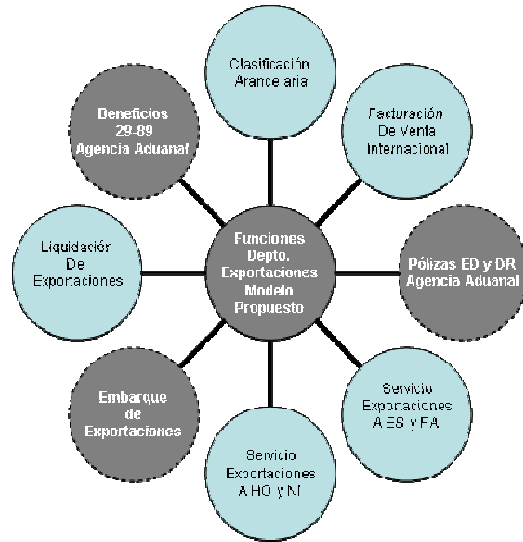 Clasificación
Arancelaria
Facturación
De Venta
Internacional
Pólizas ED y DR
Agencia Aduanal
Servicio
Exportaciones
A ES y
Servicio
Exportaciones
A HO y NI
Embarque
de
Exportaciones
Liquidación
De
Exportaciones
Beneficios
29-89
Agencia Aduanal
Funciones
Depto.
Exportaciones
Modelo
Propuesto